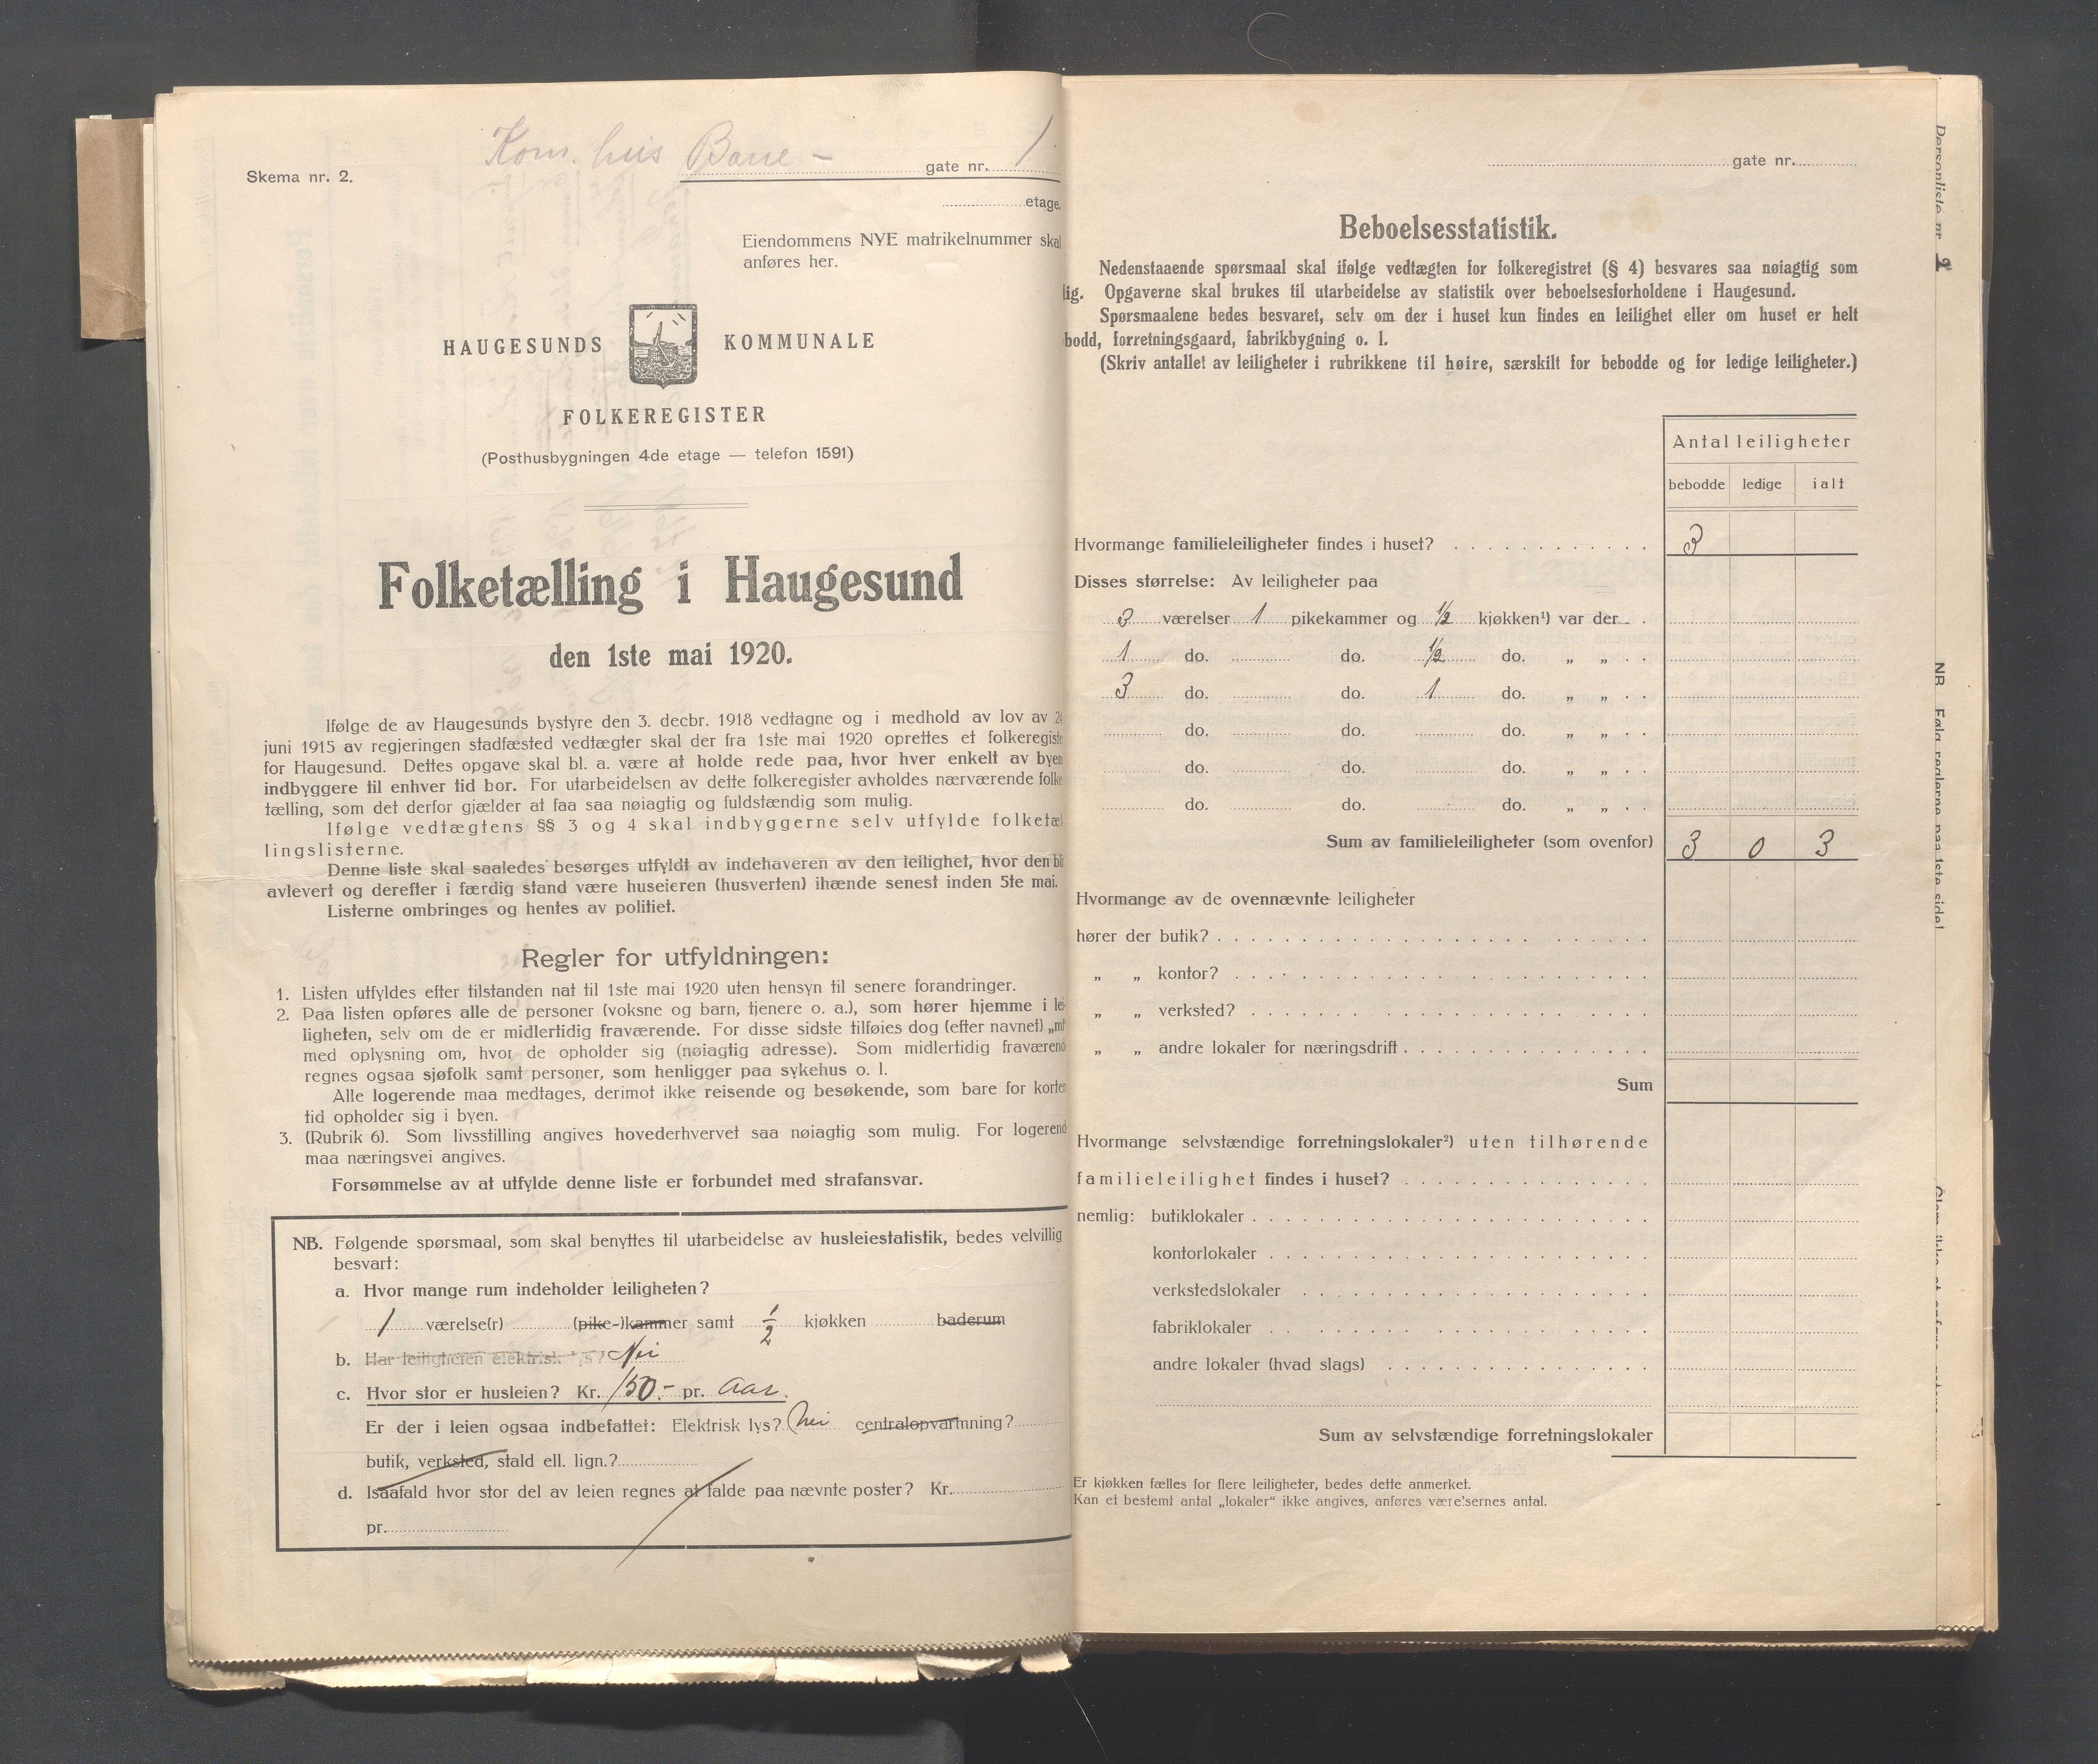 Kom. hus Bane - gate nr. 1
Skema nr. 2.
etage.
Eiendommens NYE matrikelnummer skal
anføres her.
HAUGESUNDS KOMMUNALE
FOLKEREGISTER
(Posthusbygningen 4de etage — telefon 1591)
Folketælling i Haugesund
den 1ste mai 1920.
Ifølge de av Haugesunds bystyre den 3. decbr. 1918 vedtagne og i medhold av lov av
juni 1915 av regjeringen stadfæsted vedtægter skal der fra 1ste mai 1920 oprettes et folkeregiste
for Haugesund. Dettes opgave skal bl. a. være at holde rede paa, hvor hver enkelt av byen
indbyggere til enhver tid bor. For utarbeidelsen av dette folkeregister avholdes nærværende folke
tælling, som det derfor gjælder at faa saa nøiagtig og fuldstændig som mulig.
Ifølge vedtægtens §§ 3 og 4 skal indbyggerne selv utfylde folketæl
lingslisterne.
Denne liste skal saaledes besørges utfyldt av indehaveren av den leilighet, hvor den bli
avlevert og derefter i færdig stand være huseieren (husverten) ihænde senest inden 5te mai.
Listerne ombringes og hentes av politiet.
Regler for utfyldningen:
1. Listen utfyldes efter tilstanden nat til 1ste mai 1920 uten hensyn til senere forandringer.
2. Paa listen opføres alle de personer (voksne og barn, tjenere o. a.), som hører hjemme i lei
ligheten, selv om de er midlertidig fraværende. For disse sidste tilføies dog (efter navnet) „mf
med oplysning om, hvor de opholder sig (nøiagtig adresse). Som midlertidig fraværend
regnes ogsaa sjøfolk samt personer, som henligger paa sykehus o. l.
Alle logerende maa medtages, derimot ikke reisende og besøkende, som bare for korter
tid opholder sig i byen.
3. (Rubrik 6). Som livsstilling angives hovederhvervet saa nøiagtig som mulig. For logerend
maa næringsvei angives.
Forsømmelse av at utfylde denne liste er forbundet med strafansvar.
NB. Følgende spørsmaal, som skal benyttes til utarbeidelse av husleiestatistik, bedes velvillig
besvart:
a. Hvor mange rum indeholder leiligheten?
1 værelse(r) (pike-)kammer samt 1/2 kjøkken baderum
b. Har leiligheten elektrisk lys? Nei
c. Hvor stor er husleien? Kr. 150.- pr. Aar.
Er der i leien ogsaa indbefattet: Elektrisk lys? Nei centralopvarmning?
butik, verksted, stald ell. lign.?
d. Isaafald hvor stor del av leien regnes at falde paa nævnte poster? Kr.
pr.
gate nr.
Beboelsesstatistik.
Nedenstaaende spørsmaal skal ifølge vedtægten for folkeregistret (§ 4) besvares saa nøiagtig som
lig. Opgaverne skal brukes til utarbeidelse av statistik over beboelsesforholdene i Haugesund.
Spørsmaalene bedes besvaret, selv om der i huset kun findes en leilighet eller om huset er helt
bodd, forretningsgaard, fabrikbygning o. l.
(Skriv antallet av leiligheter i rubrikkene til høire, særskilt for bebodde og for ledige leiligheter.)
Antal leiligheter
bebodde ledige ialt
Hvormange familieleiligheter findes i huset? 3
Disses størrelse: Av leiligheter paa
3 værelser 1 pikekammer og 1/2 kjøkken¹) var der
1 do. do. 1/2 do. „ „
3 do. do. 1 do. „ „
do. do. do. „ „
do. do. do. „ „
do. do. do. „ „
Sum av familieleiligheter (som ovenfor) 3 0 3
Hvormange av de ovennævnte leiligheter
hører der butik?
„ „ kontor?
„ „ verksted?
„ „ andre lokaler for næringsdrift
Sum
Hvormange selvstændige forretningslokaler²) uten tilhørende
familieleilighet findes i huset?
nemlig: butiklokaler
kontorlokaler
verkstedslokaler
fabriklokaler
andre lokaler (hvad slags)
Sum av selvstændige forretningslokaler
Er kjøkken fælles for flere leiligheter, bedes dette anmerket.
Kan et bestemt antal „lokaler" ikke angives, anføres værelsernes antal.
Personliste nr.
NB Følg reglerne paa 1ste side!